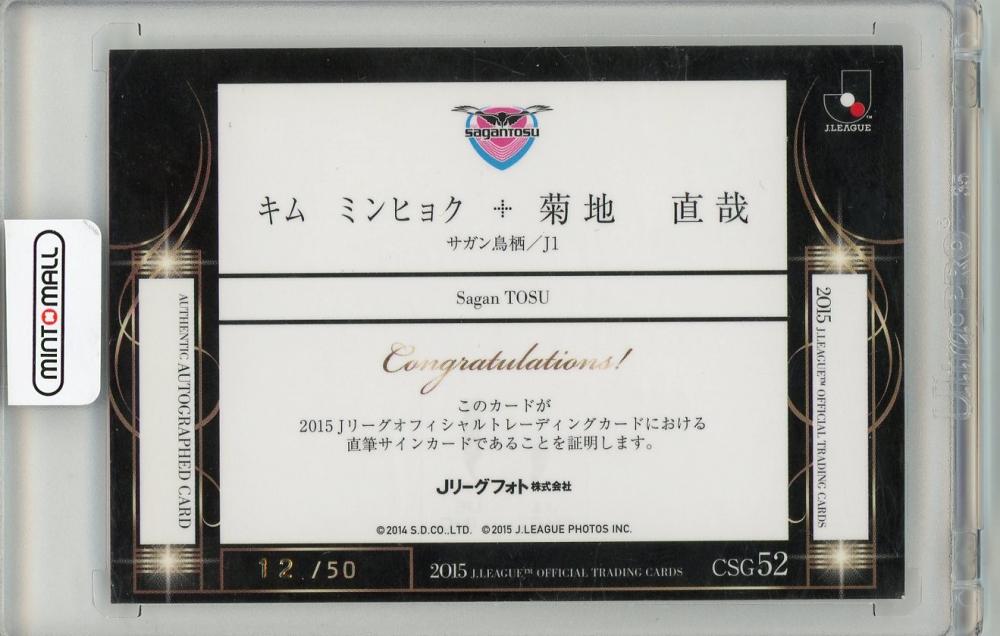 J.LEAGUE
sagantosu
キム ミンヒョク + 菊地 直哉
サガン鳥栖/J1
Sagan TOSU
Congratulations!
このカードが
2015 Jリーグオフィシャルトレーディングカードにおける
直筆サインカードであることを証明します。
Jリーグフォト株式会社
©2014 S.D.CO.,LTD. ©2015 J.LEAGUE PHOTOS INC.
12 /50
2015 J.LEAGUE™ OFFICIAL TRADING CARDS
CSG52
AUTHENTIC AUTOGRAPHED CARD
2015 J.LEAGUE™ OFFICIAL TRADING CARDS
MINTOMALL